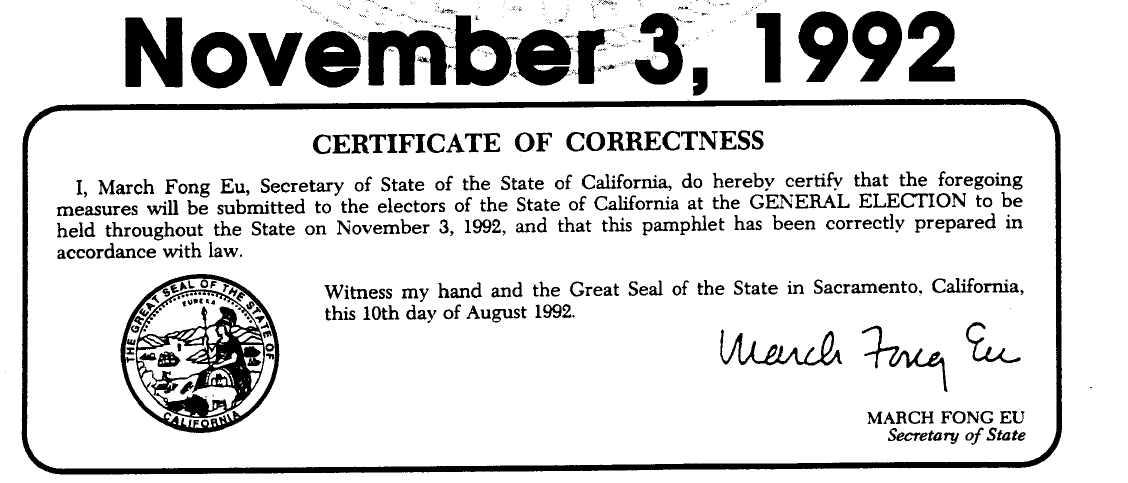 November 3, 1992
CERTIFICATE OF CORRECTNESS
I, March Fong Eu, Secretary of State of the State of California, do hereby certify that the foregoing
measures will be submitted to the electors of the State of California at the GENERAL ELECTION to be
held throughout the State on November 3, 1992, and that this pamphlet has been correctly prepared in
accordance with law.
THE GREAT SEAL OF THE STATE OF
EUREKA
CALIFORNIA
Witness my hand and the Great Seal of the State in Sacramento, California,
this 10th day of August 1992.
March Fong Eu
MARCH FONG EU
Secretary of State